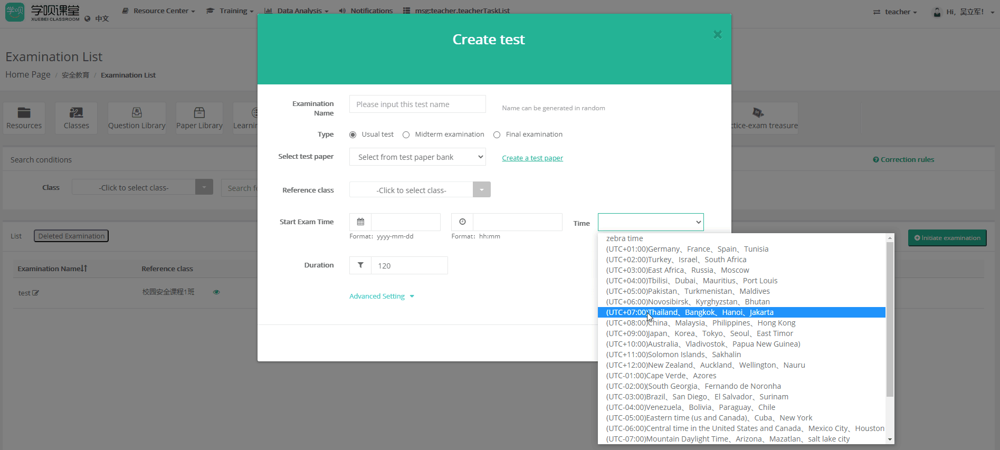 学呗 学呗课堂
XUEBEI CLASSROOM
中文
Resource Center
Training
Data Analysis
Notifications
msg:teacher.teacherTaskList
teacher
Hi, 吴立军!
Create test
Examination List
Home Page / 安全教育 / Examination List
Resources
Classes
Question Library
Paper Library
Learnin
ctice-exam treasure
Examination Name
Please input this test name
Name can be generated in random
Type
Usual test
Midterm examination
Final examination
Select test paper
Select from test paper bank
Create a test paper
Search conditions
Correction rules
Class
-Click to select class-
Search f
Reference class
-Click to select class-
Start Exam Time
Time
Format: yyyy-mm-dd
Format: hh:mm
List
Deleted Examination
Initiate examination
Duration
120
Examination Name
Reference class
test
校园安全课程1班
Advanced Setting
zebra time
(UTC+01:00)Germany、France、Spain、Tunisia
(UTC+02:00)Turkey、Israel、South Africa
(UTC+03:00)East Africa、Russia、Moscow
(UTC+04:00)Tbilisi、Dubai、Mauritius、Port Louis
(UTC+05:00)Pakistan、Turkmenistan、Maldives
(UTC+06:00)Novosibirsk、Kyrghyzstan、Bhutan
(UTC+07:00)Thailand、Bangkok、Hanoi、Jakarta
(UTC+08:00)China、Malaysia、Philippines、Hong Kong
(UTC+09:00)Japan、Korea、Tokyo、Seoul、East Timor
(UTC+10:00)Australia、Vladivostok、Papua New Guinea)
(UTC+11:00)Solomon Islands、Sakhalin
(UTC+12:00)New Zealand、Auckland、Wellington、Nauru
(UTC-01:00)Cape Verde、Azores
(UTC-02:00)(South Georgia、Fernando de Noronha
(UTC-03:00)Brazil、San Diego、El Salvador、Surinam
(UTC-04:00)Venezuela、Bolivia、Paraguay、Chile
(UTC-05:00)Eastern time (us and Canada)、Cuba、New York
(UTC-06:00)Central time in the United States and Canada、Mexico City、Houston
(UTC-07:00)Mountain Daylight Time、Arizona、Mazatlan、salt lake city